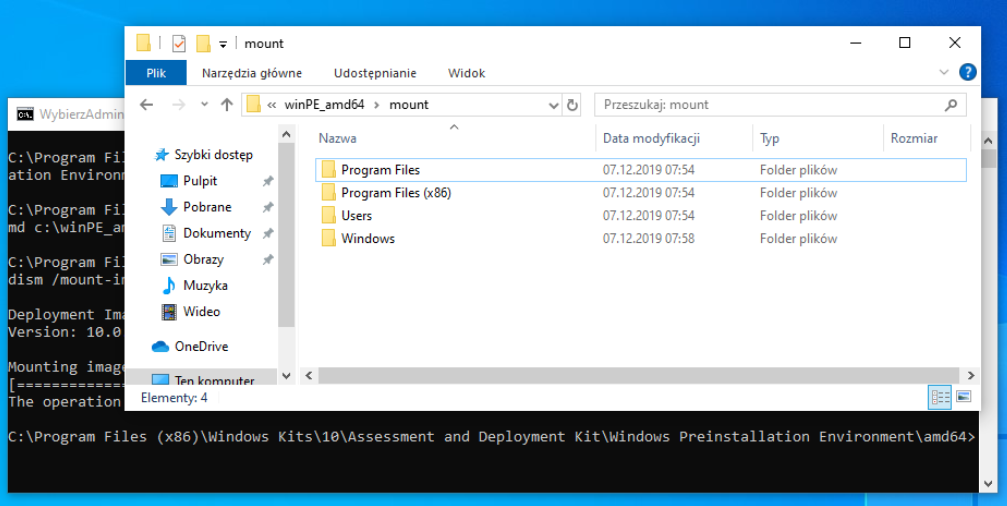 mount
Plik Narzędzia główne Udostępnianie Widok
« winPE_amd64 > mount
Przeszukaj: mount
Nazwa Data modyfikacji Typ Rozmiar
Szybki dostęp
Pulpit
Pobrane
Dokumenty
Obrazy
Muzyka
Wideo
OneDrive
Ten komputer
Program Files 07.12.2019 07:54 Folder plików
Program Files (x86) 07.12.2019 07:54 Folder plików
Users 07.12.2019 07:54 Folder plików
Windows 07.12.2019 07:58 Folder plików
Elementy: 4
WybierzAdmin
C:\Program Fi
ation Environ
C:\Program Fi
md c:\winPE_a
C:\Program Fi
dism /mount-i
Deployment Ima
Version: 10.0
Mounting image
[=============
The operation
C:\Program Files (x86)\Windows Kits\10\Assessment and Deployment Kit\Windows Preinstallation Environment\amd64>